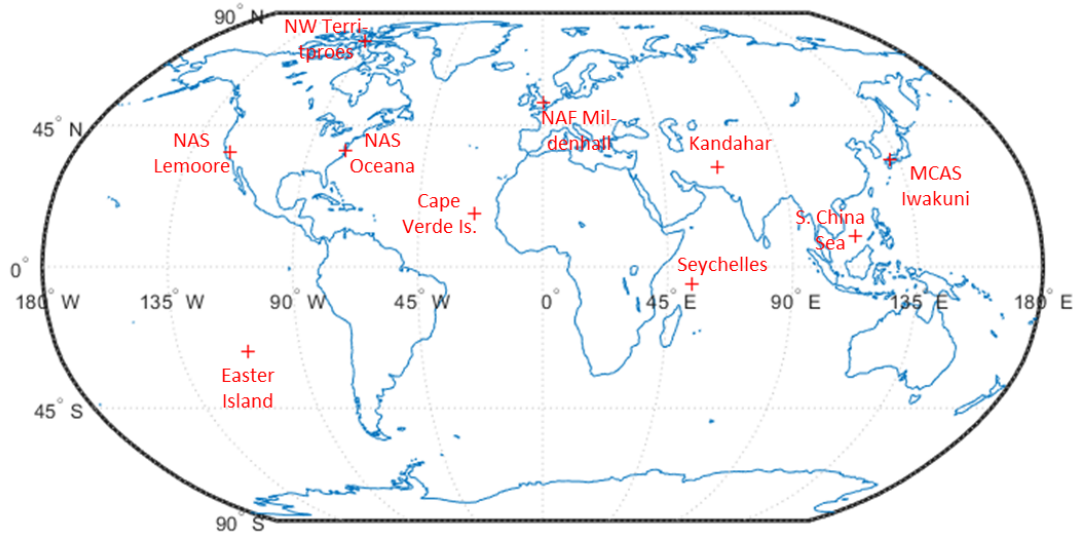 90° N
NW Terri-
tproes
45° N
NAS
Lemoore
NAS
Oceana
NAF Mil-
denhall
Kandahar
MCAS
Iwakuni
Cape
Verde Is.
S. China
Sea
Seychelles
0°
180° W
135° W
90° W
45° W
0°
45° E
90° E
135° E
180° E
Easter
Island
45° S
90° S